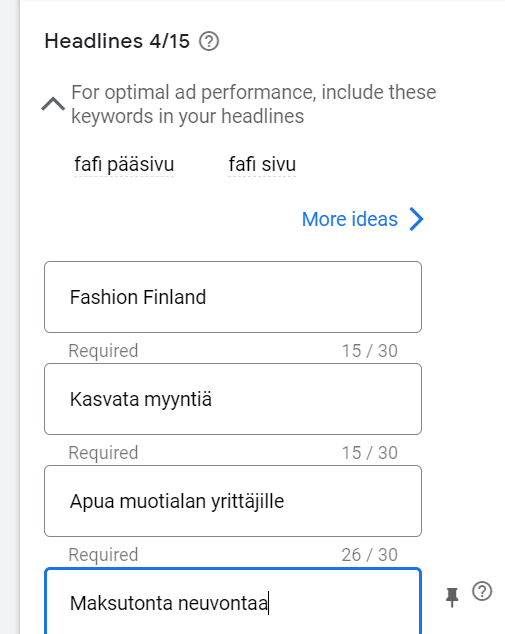 Headlines 4/15
For optimal ad performance, include these
keywords in your headlines
fafi pääsivu fafi sivu
More ideas
Fashion Finland
Required 15 / 30
Kasvata myyntiä
Required 15 / 30
Apua muotialan yrittäjille
Required 26 / 30
Maksutonta neuvontaa